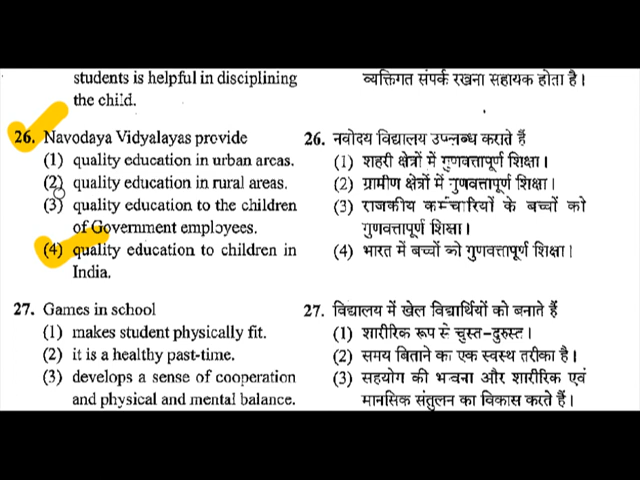 students is helpful in disciplining
the child.
26. Navodaya Vidyalayas provide
(1) quality education in urban areas.
(2) quality education in rural areas.
(3) quality education to the children
of Government employees.
(4) quality education to children in
India.
27. Games in school
(1) makes student physically fit.
(2) it is a healthy past-time.
(3) develops a sense of cooperation
and physical and mental balance.
व्यक्तिगत संपर्क रखना सहायक होता है।
26. नवोदय विद्यालय उपलब्ध कराते हैं
(1) शहरी क्षेत्रों में गुणवत्तापूर्ण शिक्षा।
(2) ग्रामीण क्षेत्रों में गुणवत्तापूर्ण शिक्षा।
(3) राजकीय कर्मचारियों के बच्चों को
गुणवत्तापूर्ण शिक्षा।
(4) भारत में बच्चों को गुणवत्तापूर्ण शिक्षा।
27. विद्यालय में खेल विद्यार्थियों को बनाते हैं
(1) शारीरिक रूप से चुस्त-दुरुस्त।
(2) समय बिताने का एक स्वस्थ तरीका है।
(3) सहयोग की भावना और शारीरिक एवं
मानसिक संतुलन का विकास करते हैं।